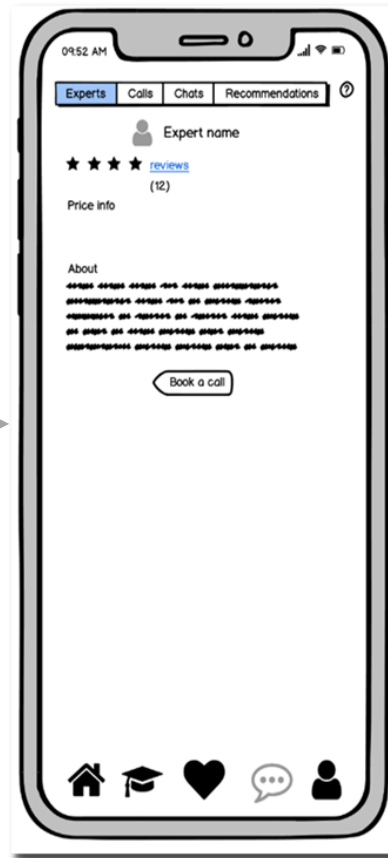 09:52 AM
Experts Calls Chats Recommendations ?
Expert name
reviews
(12)
Price info
About
Book a call